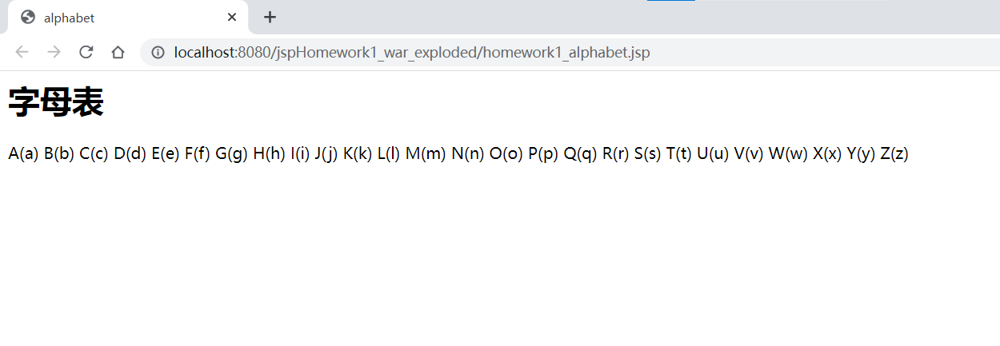 alphabet
localhost:8080/jspHomework1_war_exploded/homework1_alphabet.jsp
字母表
A(a) B(b) C(c) D(d) E(e) F(f) G(g) H(h) I(i) J(j) K(k) L(l) M(m) N(n) O(o) P(p) Q(q) R(r) S(s) T(t) U(u) V(v) W(w) X(x) Y(y) Z(z)